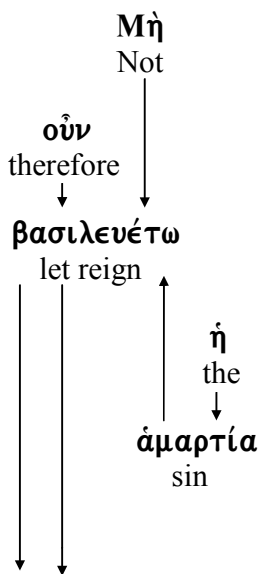 Μὴ
Not
οὖν
therefore
βασιλευέτω
let reign
ἡ
the
ἁμαρτία
sin